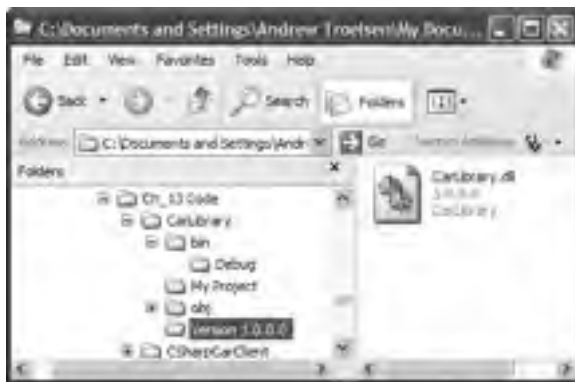 C:\Documents and Settings\Andrew Troelsen\My Docu...
File Edit View Favorites Tools Help
Back Search Folders
Address C:\Documents and Settings\Andr Go
Folders
Ch_13 Code
CarLibrary
bin
Debug
My Project
obj
Version 1.0.0.0
CSharpCarClient
CarLibrary.dll
1.0.0.0
CarLibrary